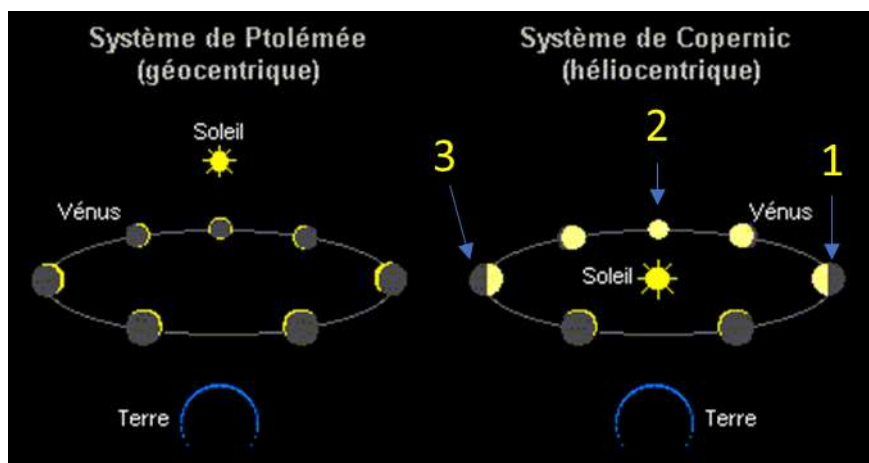 Système de Ptolémée
(géocentrique)
Soleil
Vénus
Terre
Système de Copernic
(héliocentrique)
3
2
1
Vénus
Soleil
Terre